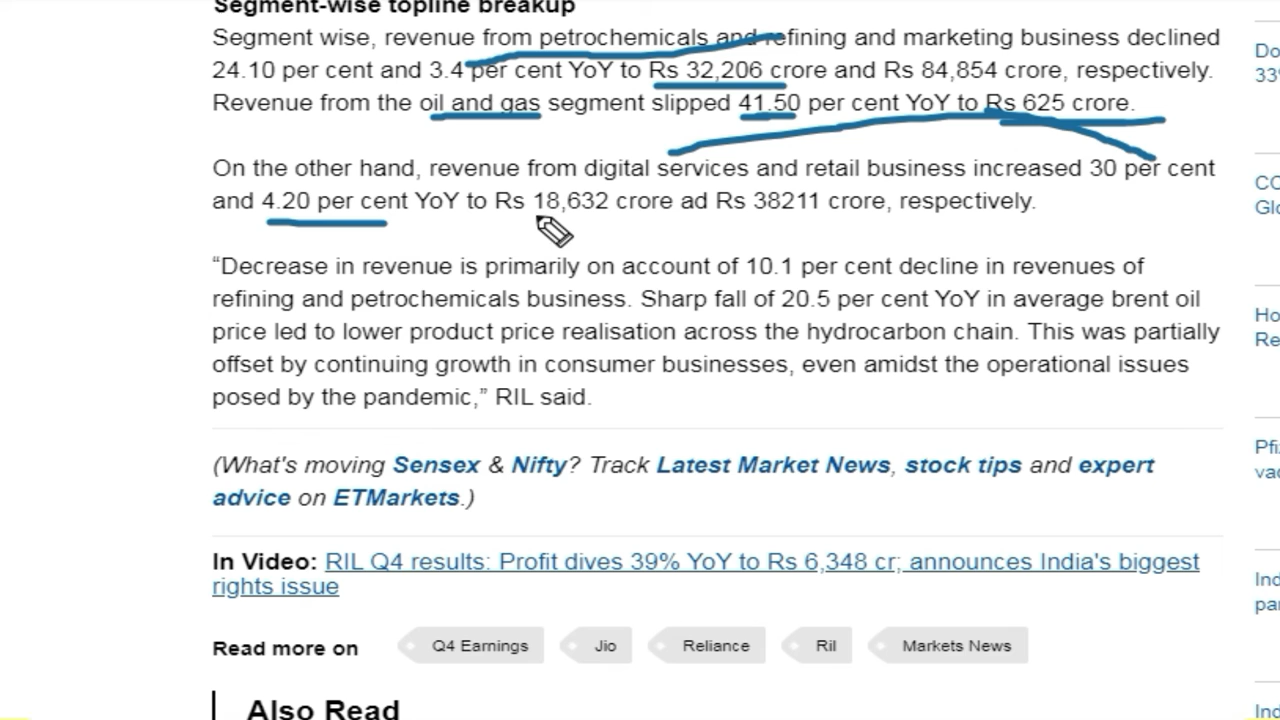 Segment-wise topline breakup
Segment wise, revenue from petrochemicals and refining and marketing business declined
24.10 per cent and 3.4 per cent YoY to Rs 32,206 crore and Rs 84,854 crore, respectively.
Revenue from the oil and gas segment slipped 41.50 per cent YoY to Rs 625 crore.
On the other hand, revenue from digital services and retail business increased 30 per cent
and 4.20 per cent YoY to Rs 18,632 crore ad Rs 38211 crore, respectively.
“Decrease in revenue is primarily on account of 10.1 per cent decline in revenues of
refining and petrochemicals business. Sharp fall of 20.5 per cent YoY in average brent oil
price led to lower product price realisation across the hydrocarbon chain. This was partially
offset by continuing growth in consumer businesses, even amidst the operational issues
posed by the pandemic,” RIL said.
(What's moving Sensex & Nifty? Track Latest Market News, stock tips and expert
advice on ETMarkets.)
In Video: RIL Q4 results: Profit dives 39% YoY to Rs 6,348 cr; announces India's biggest
rights issue
Read more on Q4 Earnings Jio Reliance Ril Markets News
Also Read
33